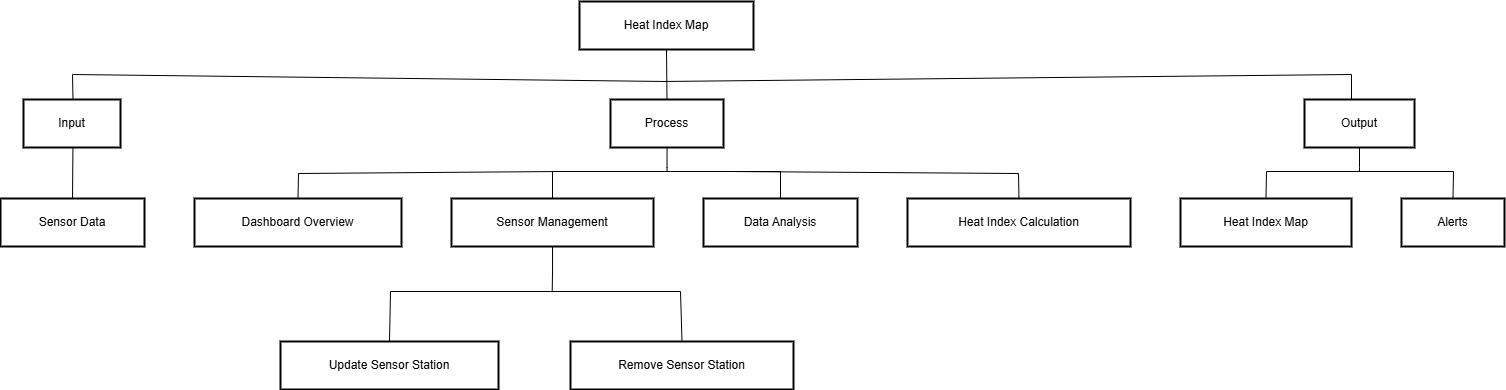 Heat Index Map
Input
Process
Output
Sensor Data
Dashboard Overview
Sensor Management
Data Analysis
Heat Index Calculation
Heat Index Map
Alerts
Update Sensor Station
Remove Sensor Station